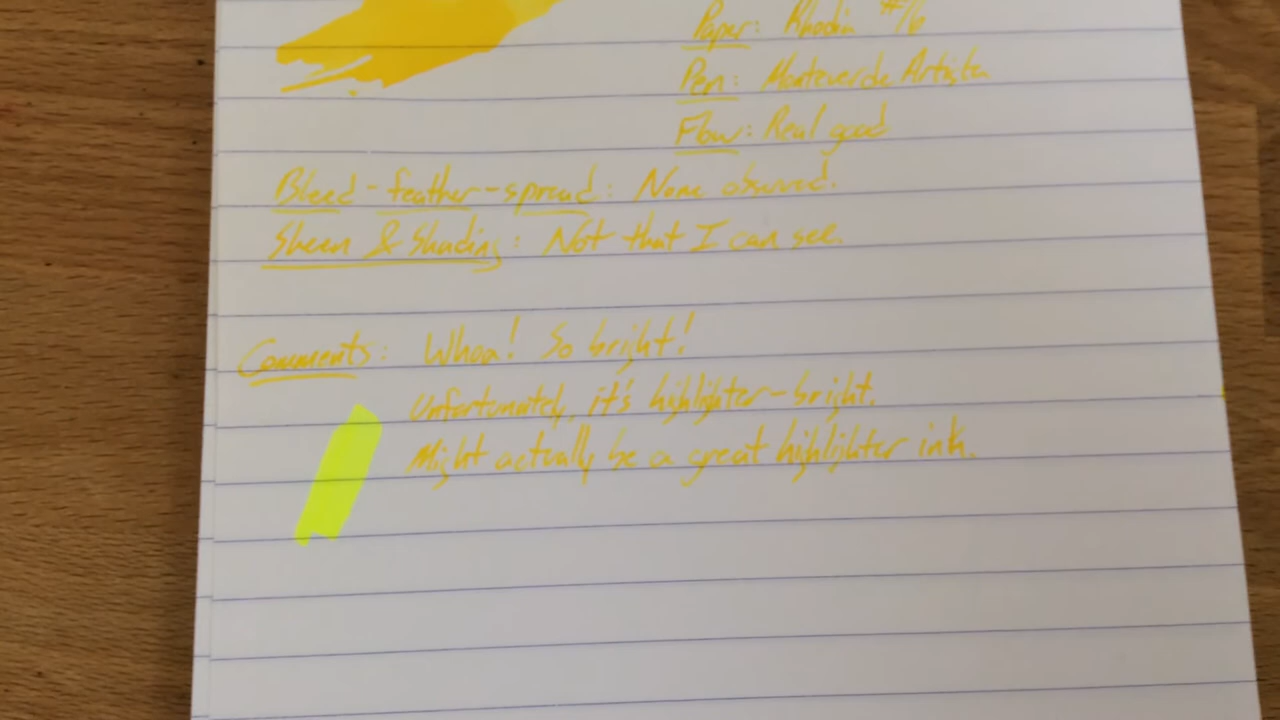 Paper: Rhodia #16
Pen: Monteverde Artista
Flow: Real good
Bleed-feather-spread: None observed.
Sheen & Shading: Not that I can see.
Comments: Whoa! So bright!
Unfortunately, it's highlighter-bright.
Might actually be a great highlighter ink.